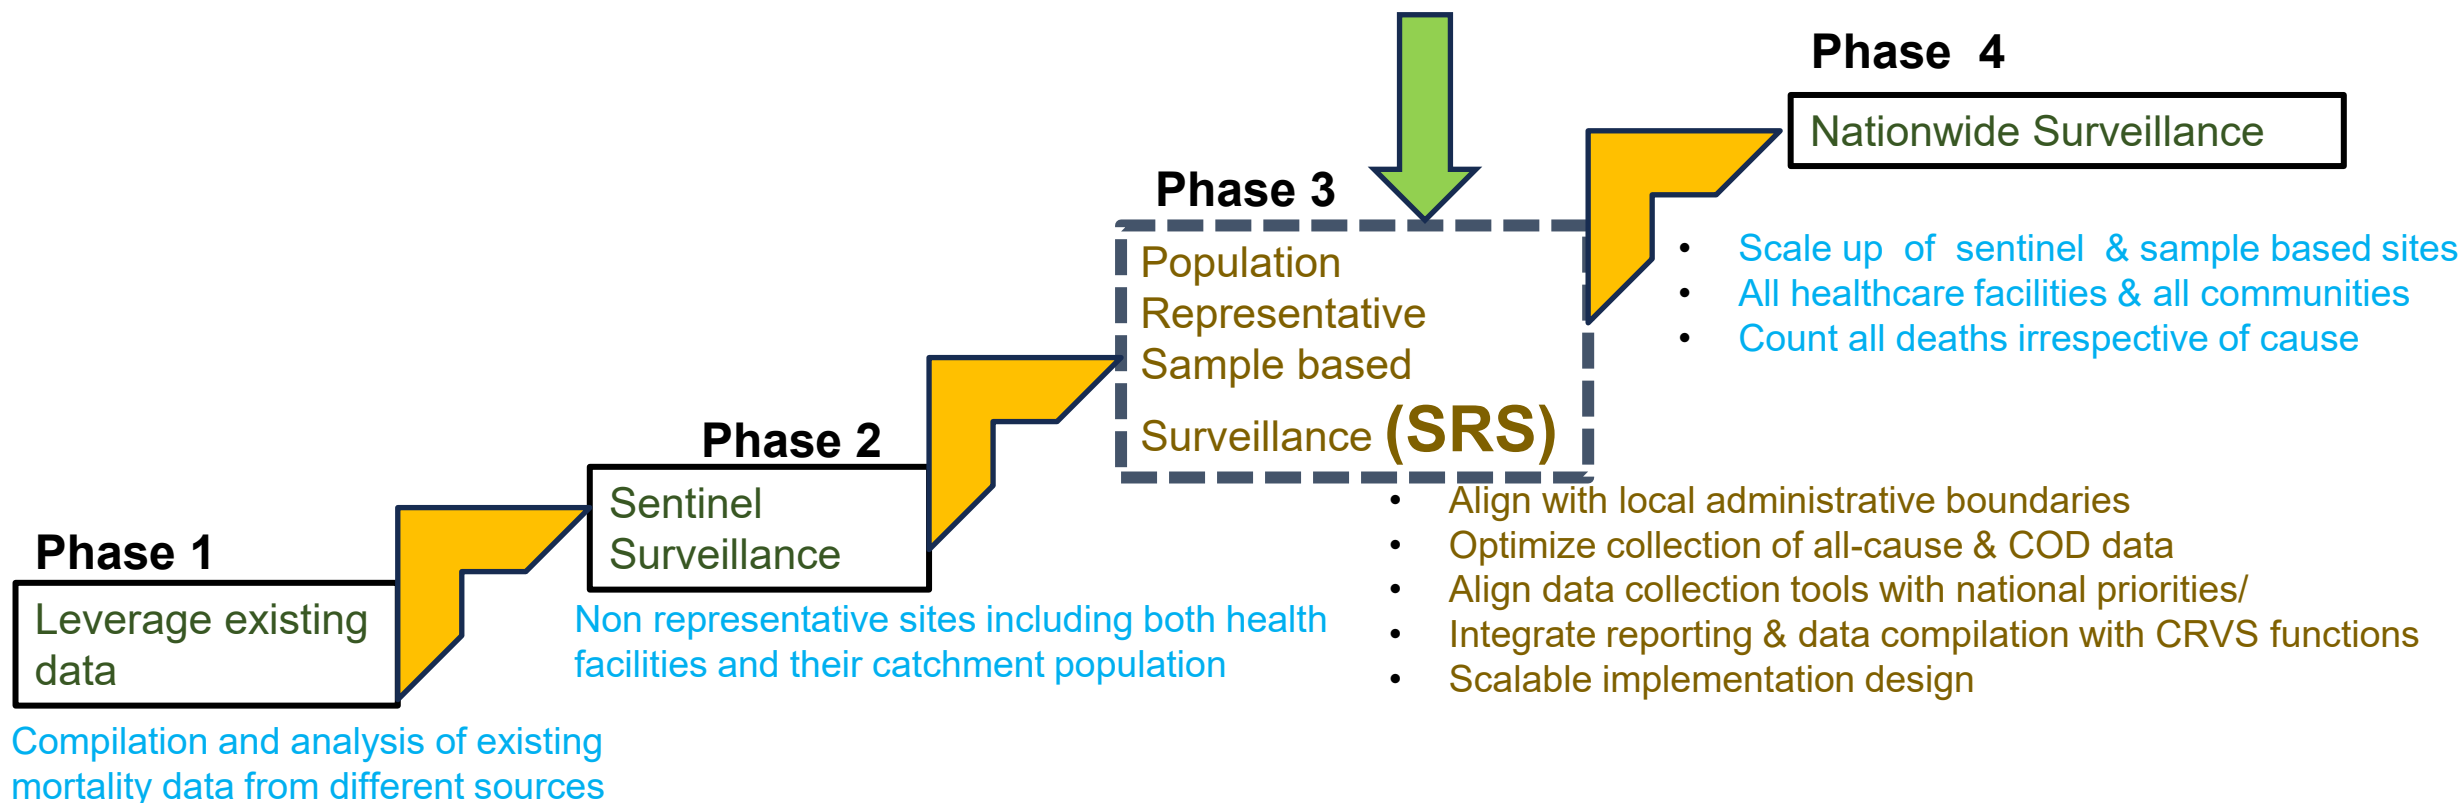 Phase 1
Leverage existing
data
Compilation and analysis of existing
mortality data from different sources
Phase 2
Sentinel
Surveillance
Non representative sites including both health
facilities and their catchment population
Phase 3
Population
Representative
Sample based
Surveillance (SRS)
• Align with local administrative boundaries
• Optimize collection of all-cause & COD data
• Align data collection tools with national priorities/
• Integrate reporting & data compilation with CRVS functions
• Scalable implementation design
Phase 4
Nationwide Surveillance
• Scale up of sentinel & sample based sites
• All healthcare facilities & all communities
• Count all deaths irrespective of cause